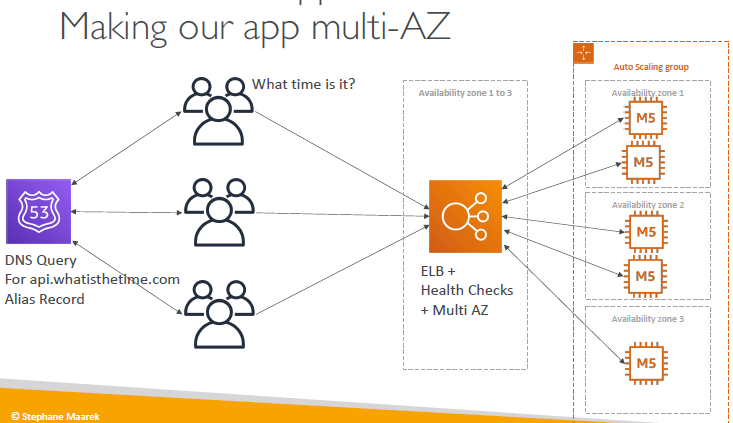 Making our app multi-AZ
What time is it?
Auto Scaling group
Availability zone 1 to 3
Availability zone 1
M5
M5
Availability zone 2
M5
M5
53
DNS Query
For api.whatisthetime.com
Alias Record
ELB +
Health Checks
+ Multi AZ
Availability zone 3
M5
© Stephane Maarek